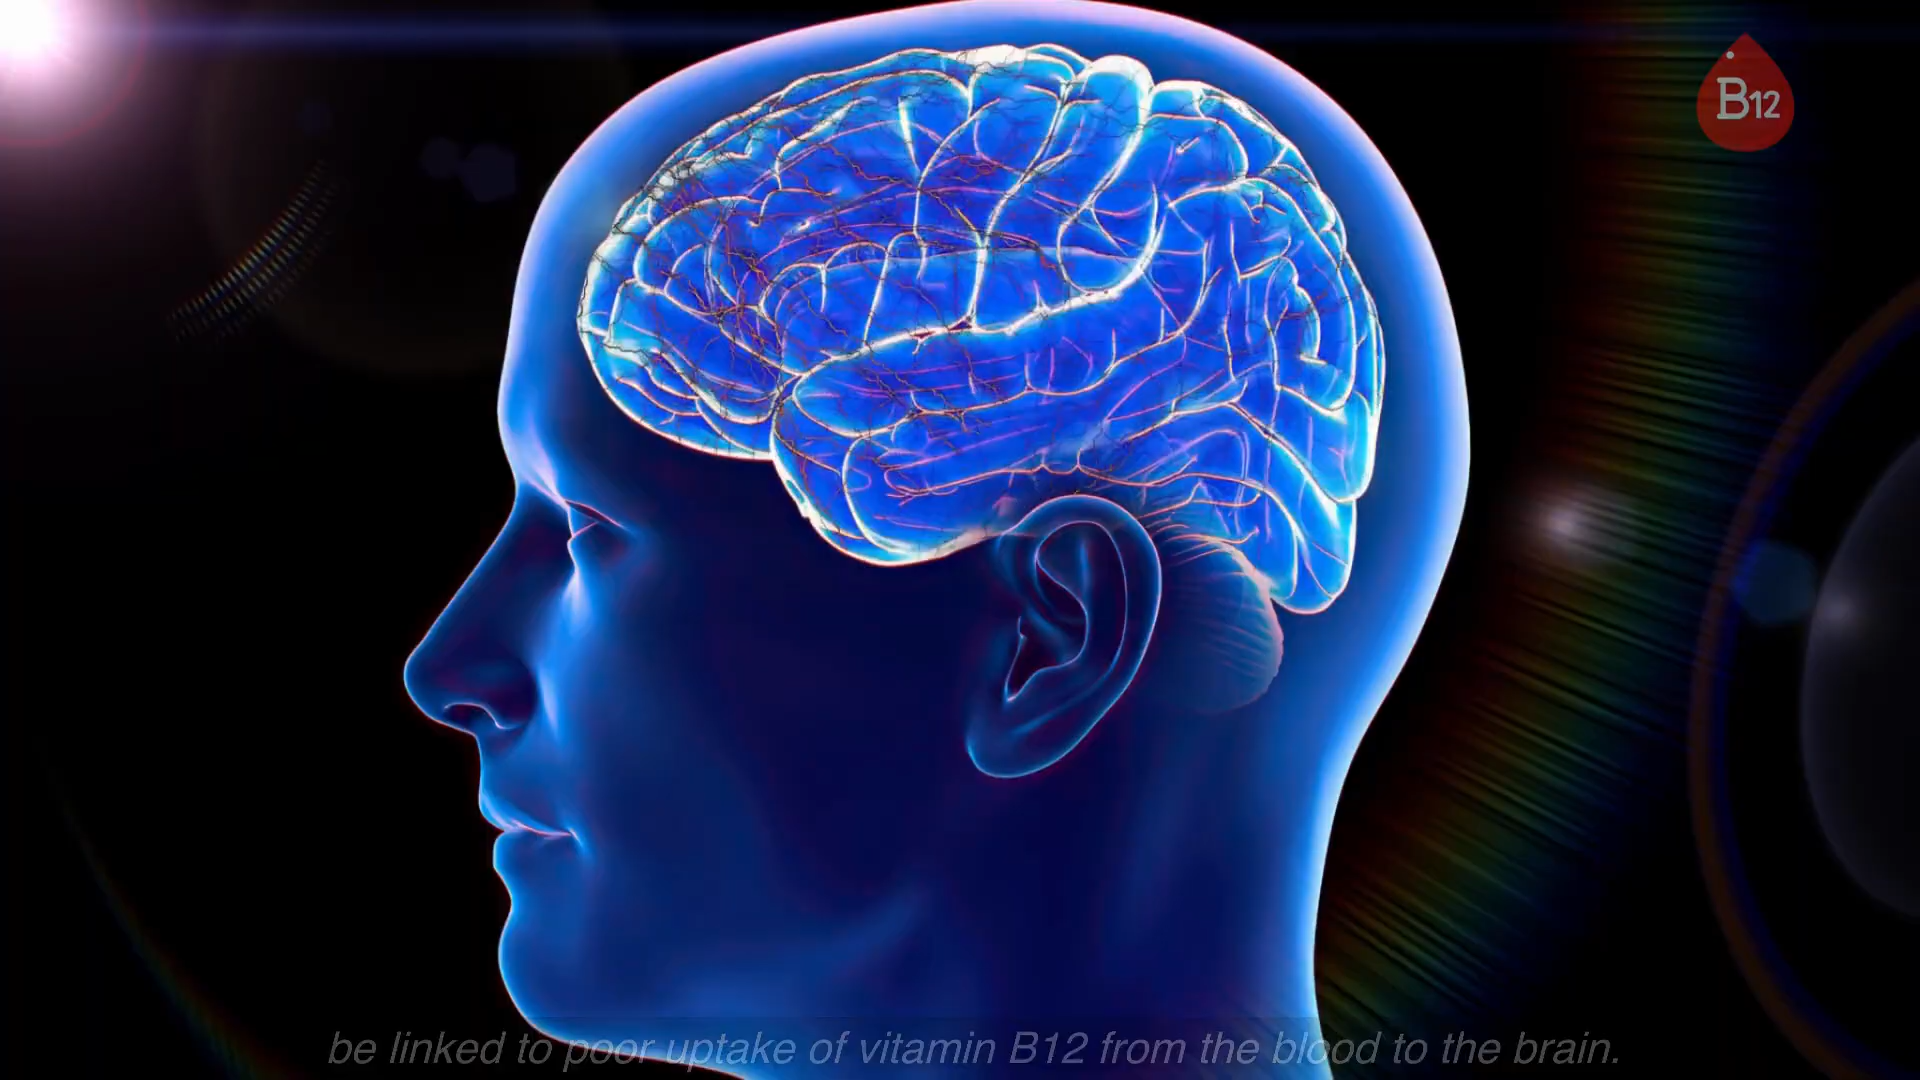 B12
be linked to poor uptake of vitamin B12 from the blood to the brain.